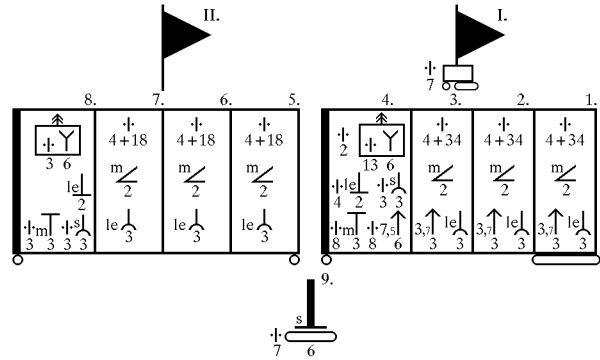 II. I.
7
8. 7. 6. 5. 4. 3. 2. 1.
4+18 4+18 4+18 2 4+34 4+34 4+34
3 6 13 6
m m m m m m
le 2 2 2 2 4 le 2 3 s 3 2 2 2
3 m 3 3 s 3 le 3 le 3 le 3 8 m 3 8 7,5 6 3,7 3 le 3 3,7 3 le 3 3,7 3 le 3
9.
s
7 6